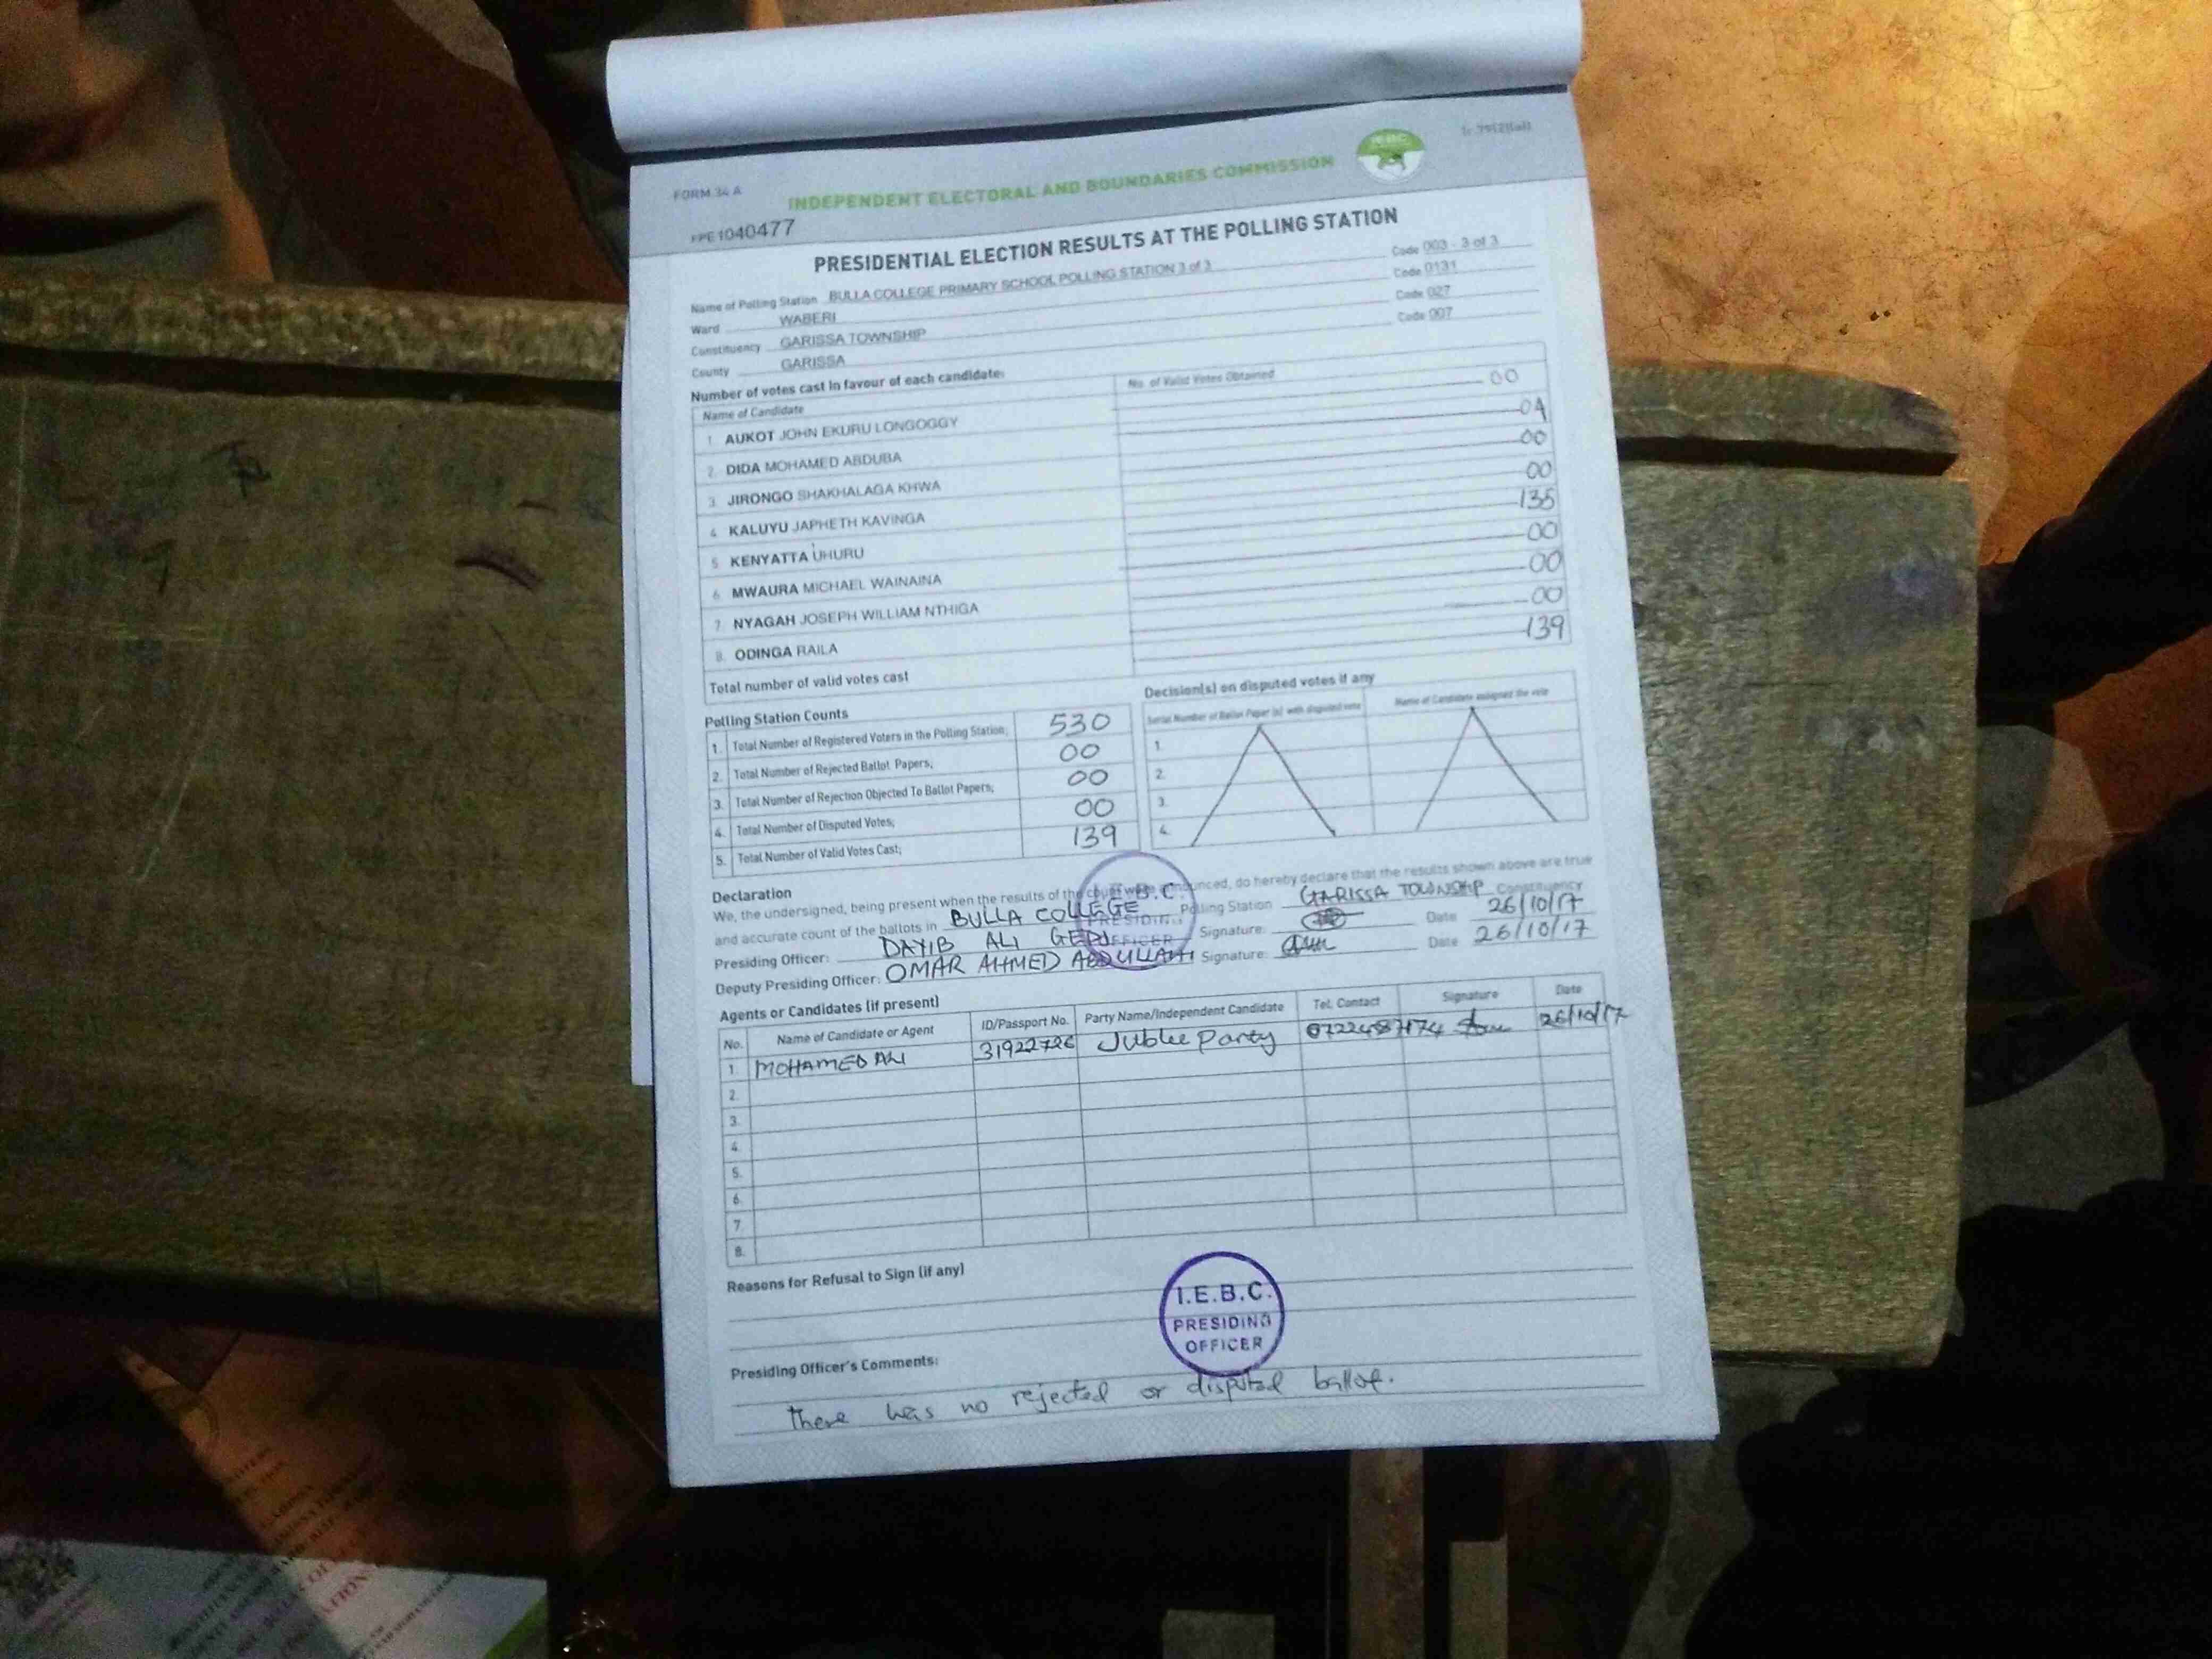 FORM 34 A
INDEPENDENT ELECTORAL AND BOUNDARIES COMMISSION
IEBC
FPE1040477
PRESIDENTIAL ELECTION RESULTS AT THE POLLING STATION
Name of Polling Station BULLA COLLEGE PRIMARY SCHOOL POLLING STATION 3 of 3 Code 003 - 3 of 3
Ward WABERI Code 0131
Constituency GARISSA TOWNSHIP Code 027
County GARISSA Code 007
Number of votes cast in favour of each candidate:
Name of Candidate No. of Valid Votes Obtained
1. AUKOT JOHN EKURU LONGOGGY 00
2. DIDA MOHAMED ABDUBA 04
3. JIRONGO SHAKHALAGA KHWA 00
4. KALUYU JAPHETH KAVINGA 00
5. KENYATTA UHURU 135
6. MWAURA MICHAEL WAINAINA 00
7. NYAGAH JOSEPH WILLIAM NTHIGA 00
8. ODINGA RAILA 00
Total number of valid votes cast 139
Polling Station Counts
1. Total Number of Registered Voters in the Polling Station; 530
2. Total Number of Rejected Ballot Papers; 00
3. Total Number of Rejection Objected To Ballot Papers; 00
4. Total Number of Disputed Votes; 00
5. Total Number of Valid Votes Cast; 139
Decision(s) on disputed votes if any
Serial Number of Ballot Paper (s) with disputed vote Name of Candidate assigned the vote
1.
2.
3.
4.
Declaration
We, the undersigned, being present when the results of the count were announced, do hereby declare that the results shown above are true
and accurate count of the ballots in BULLA COLLEGE Polling Station GARISSA TOWNSHIP Constituency
Presiding Officer: DAYIB ALI GEDI Signature: Date 26/10/17
Deputy Presiding Officer: OMAR AHMED ABDULLAHI Signature: Date 26/10/17
B.C
PRESIDING
OFFICER
Agents or Candidates (if present)
No. Name of Candidate or Agent ID/Passport No. Party Name/Independent Candidate Tel. Contact Signature Date
1. MOHAMED ALI 31922726 Jublee Party 0722487174 26/10/17
2.
3.
4.
5.
6.
7.
8.
Reasons for Refusal to Sign (if any)
I.E.B.C.
PRESIDING
OFFICER
Presiding Officer's Comments:
There was no rejected or disputed ballot.